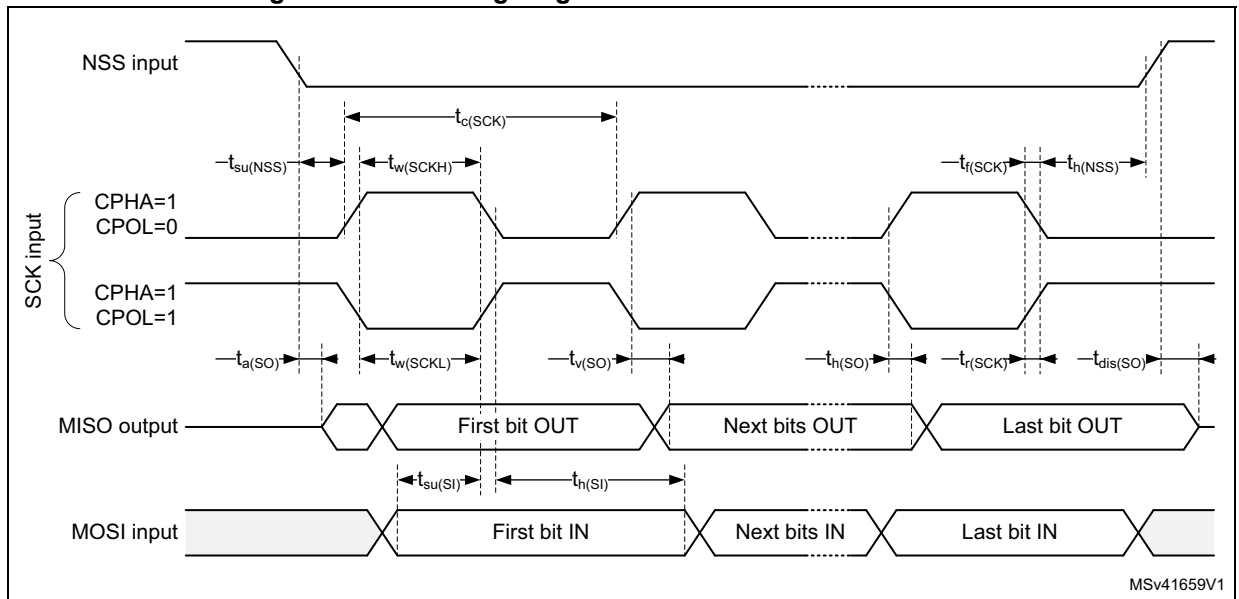 NSS input
tc(SCK)
tsu(NSS)
tw(SCKH)
tf(SCK)
th(NSS)
SCK input
CPHA=1
CPOL=0
CPHA=1
CPOL=1
ta(SO)
tw(SCKL)
tv(SO)
th(SO)
tr(SCK)
tdis(SO)
MISO output
First bit OUT
Next bits OUT
Last bit OUT
tsu(SI)
th(SI)
MOSI input
First bit IN
Next bits IN
Last bit IN
MSv41659V1